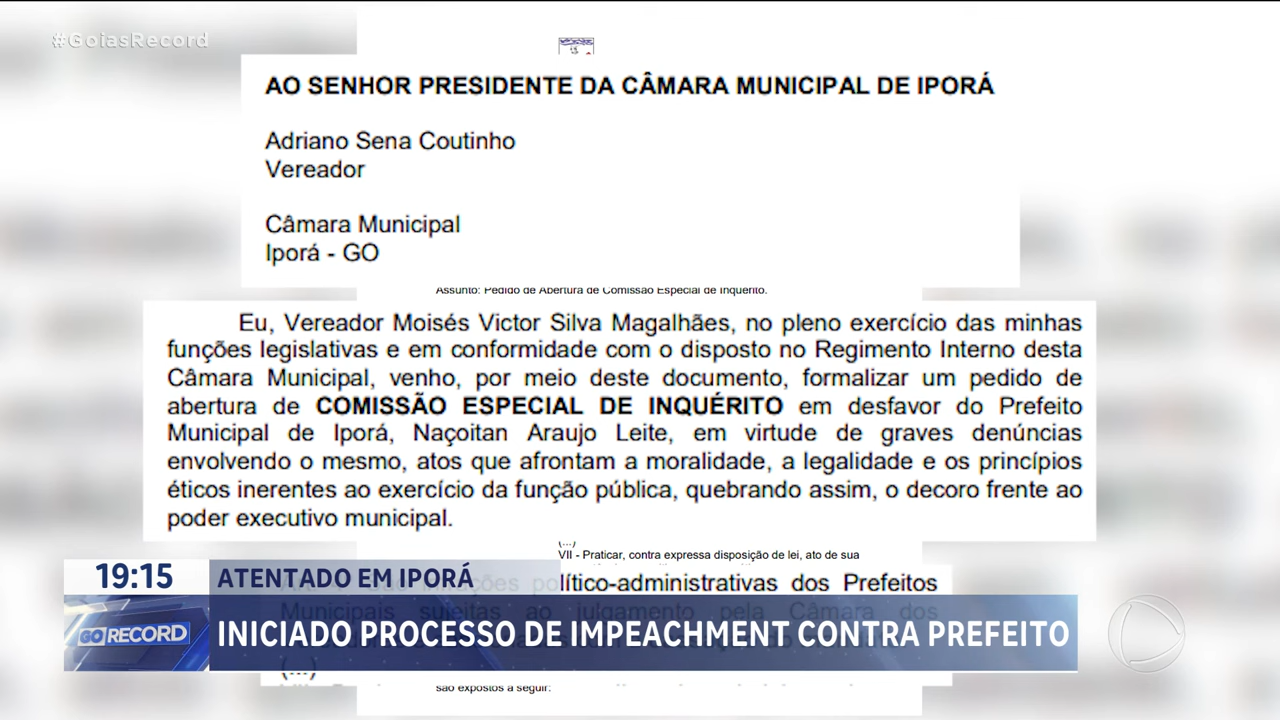 #GoiasRecord
AO SENHOR PRESIDENTE DA CÂMARA MUNICIPAL DE IPORÁ
Adriano Sena Coutinho
Vereador
Câmara Municipal
Iporá - GO
Assunto: Pedido de Abertura de Comissão Especial de Inquérito.
Eu, Vereador Moisés Victor Silva Magalhães, no pleno exercício das minhas
funções legislativas e em conformidade com o disposto no Regimento Interno desta
Câmara Municipal, venho, por meio deste documento, formalizar um pedido de
abertura de COMISSÃO ESPECIAL DE INQUÉRITO em desfavor do Prefeito
Municipal de Iporá, Naçoitan Araujo Leite, em virtude de graves denúncias
envolvendo o mesmo, atos que afrontam a moralidade, a legalidade e os princípios
éticos inerentes ao exercício da função pública, quebrando assim, o decoro frente ao
poder executivo municipal.
(...)
VII - Praticar, contra expressa disposição de lei, ato de sua
político-administrativas dos Prefeitos
Municipais sujeitas ao julgamento pela Câmara dos
(...)
são expostos a seguir:
19:15
ATENTADO EM IPORÁ
GO RECORD
INICIADO PROCESSO DE IMPEACHMENT CONTRA PREFEITO